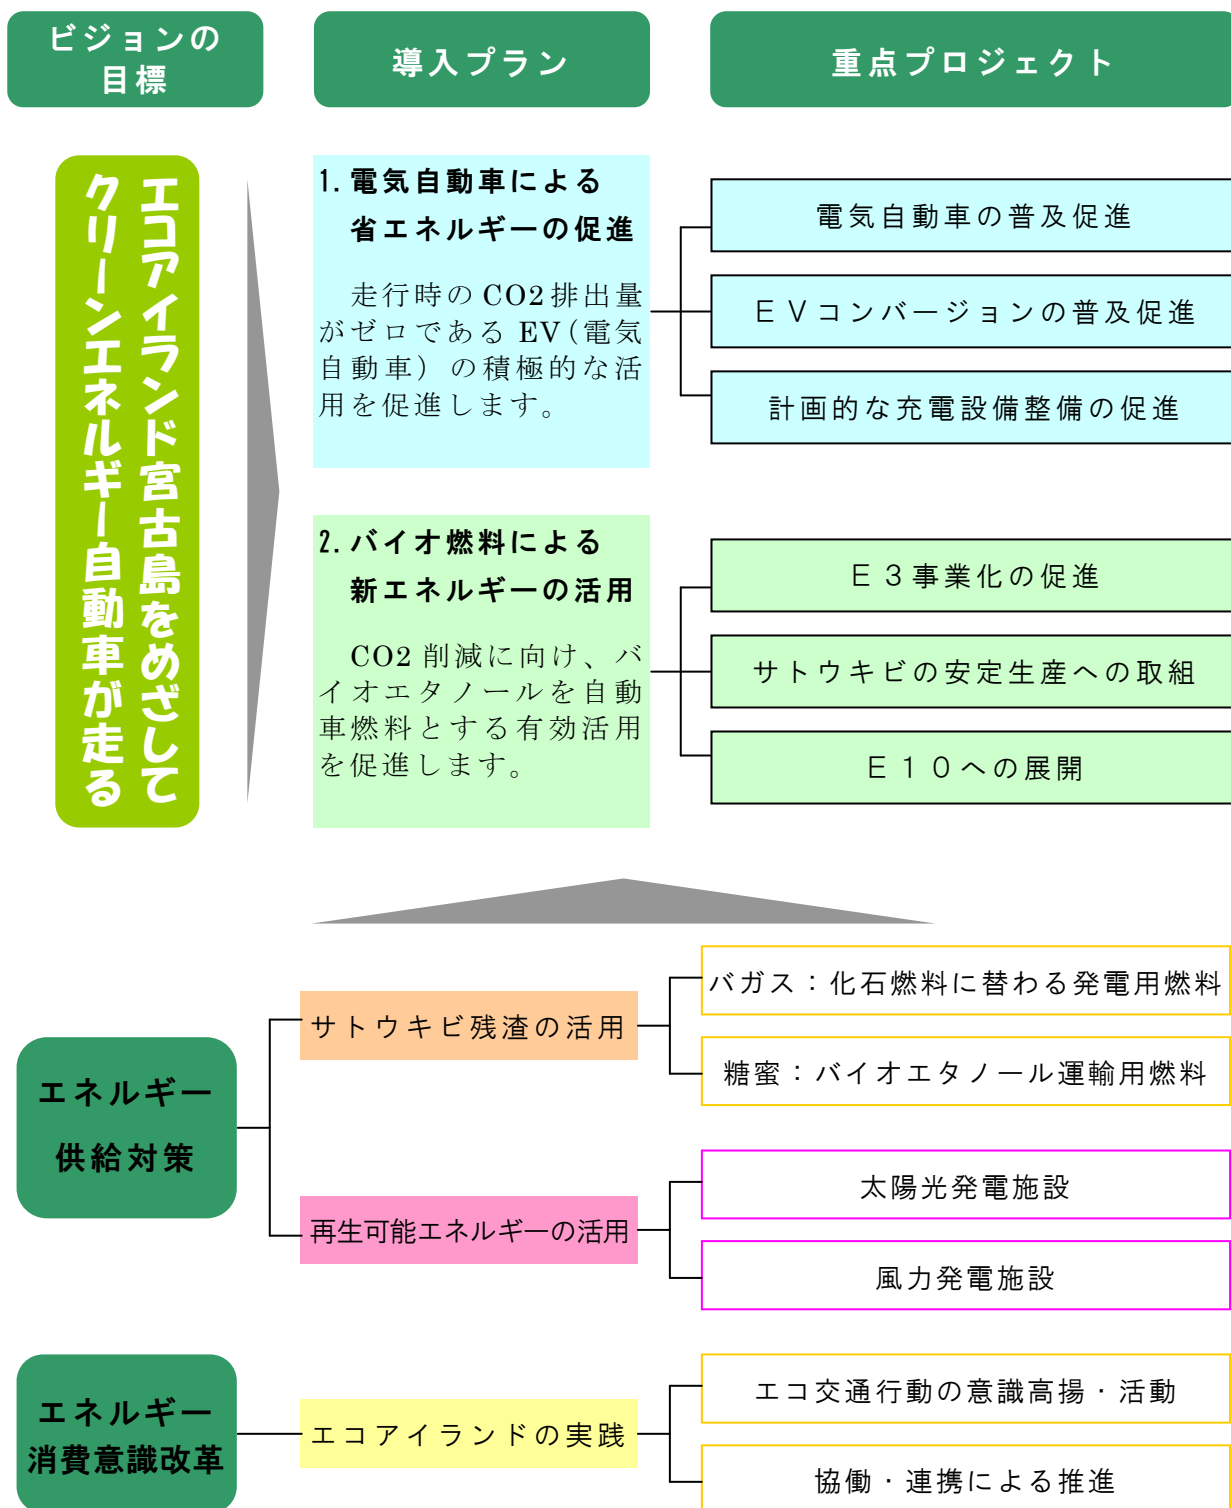 ビジョンの
目標
導入プラン
重点プロジェクト
エコアイランド宮古島をめざして
クリーンエネルギー自動車が走る
1. 電気自動車による
省エネルギーの促進
走行時の CO2 排出量
がゼロである EV（電気
自動車）の積極的な活
用を促進します。
電気自動車の普及促進
ＥＶコンバージョンの普及促進
計画的な充電設備整備の促進
2. バイオ燃料による
新エネルギーの活用
CO2 削減に向け、バ
イオエタノールを自動
車燃料とする有効活用
を促進します。
Ｅ３事業化の促進
サトウキビの安定生産への取組
Ｅ１０への展開
エネルギー
供給対策
サトウキビ残渣の活用
バガス：化石燃料に替わる発電用燃料
糖蜜：バイオエタノール運輸用燃料
再生可能エネルギーの活用
太陽光発電施設
風力発電施設
エネルギー
消費意識改革
エコアイランドの実践
エコ交通行動の意識高揚・活動
協働・連携による推進